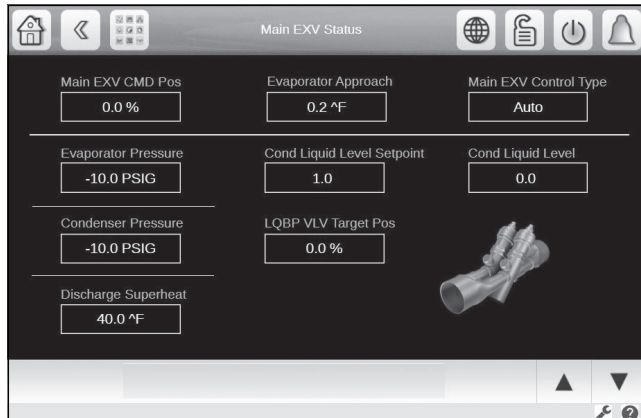 Main EXV Status
Main EXV CMD Pos
0.0 %
Evaporator Approach
0.2 ^F
Main EXV Control Type
Auto
Evaporator Pressure
-10.0 PSIG
Cond Liquid Level Setpoint
1.0
Cond Liquid Level
0.0
Condenser Pressure
-10.0 PSIG
LQBP VLV Target Pos
0.0 %
Discharge Superheat
40.0 ^F